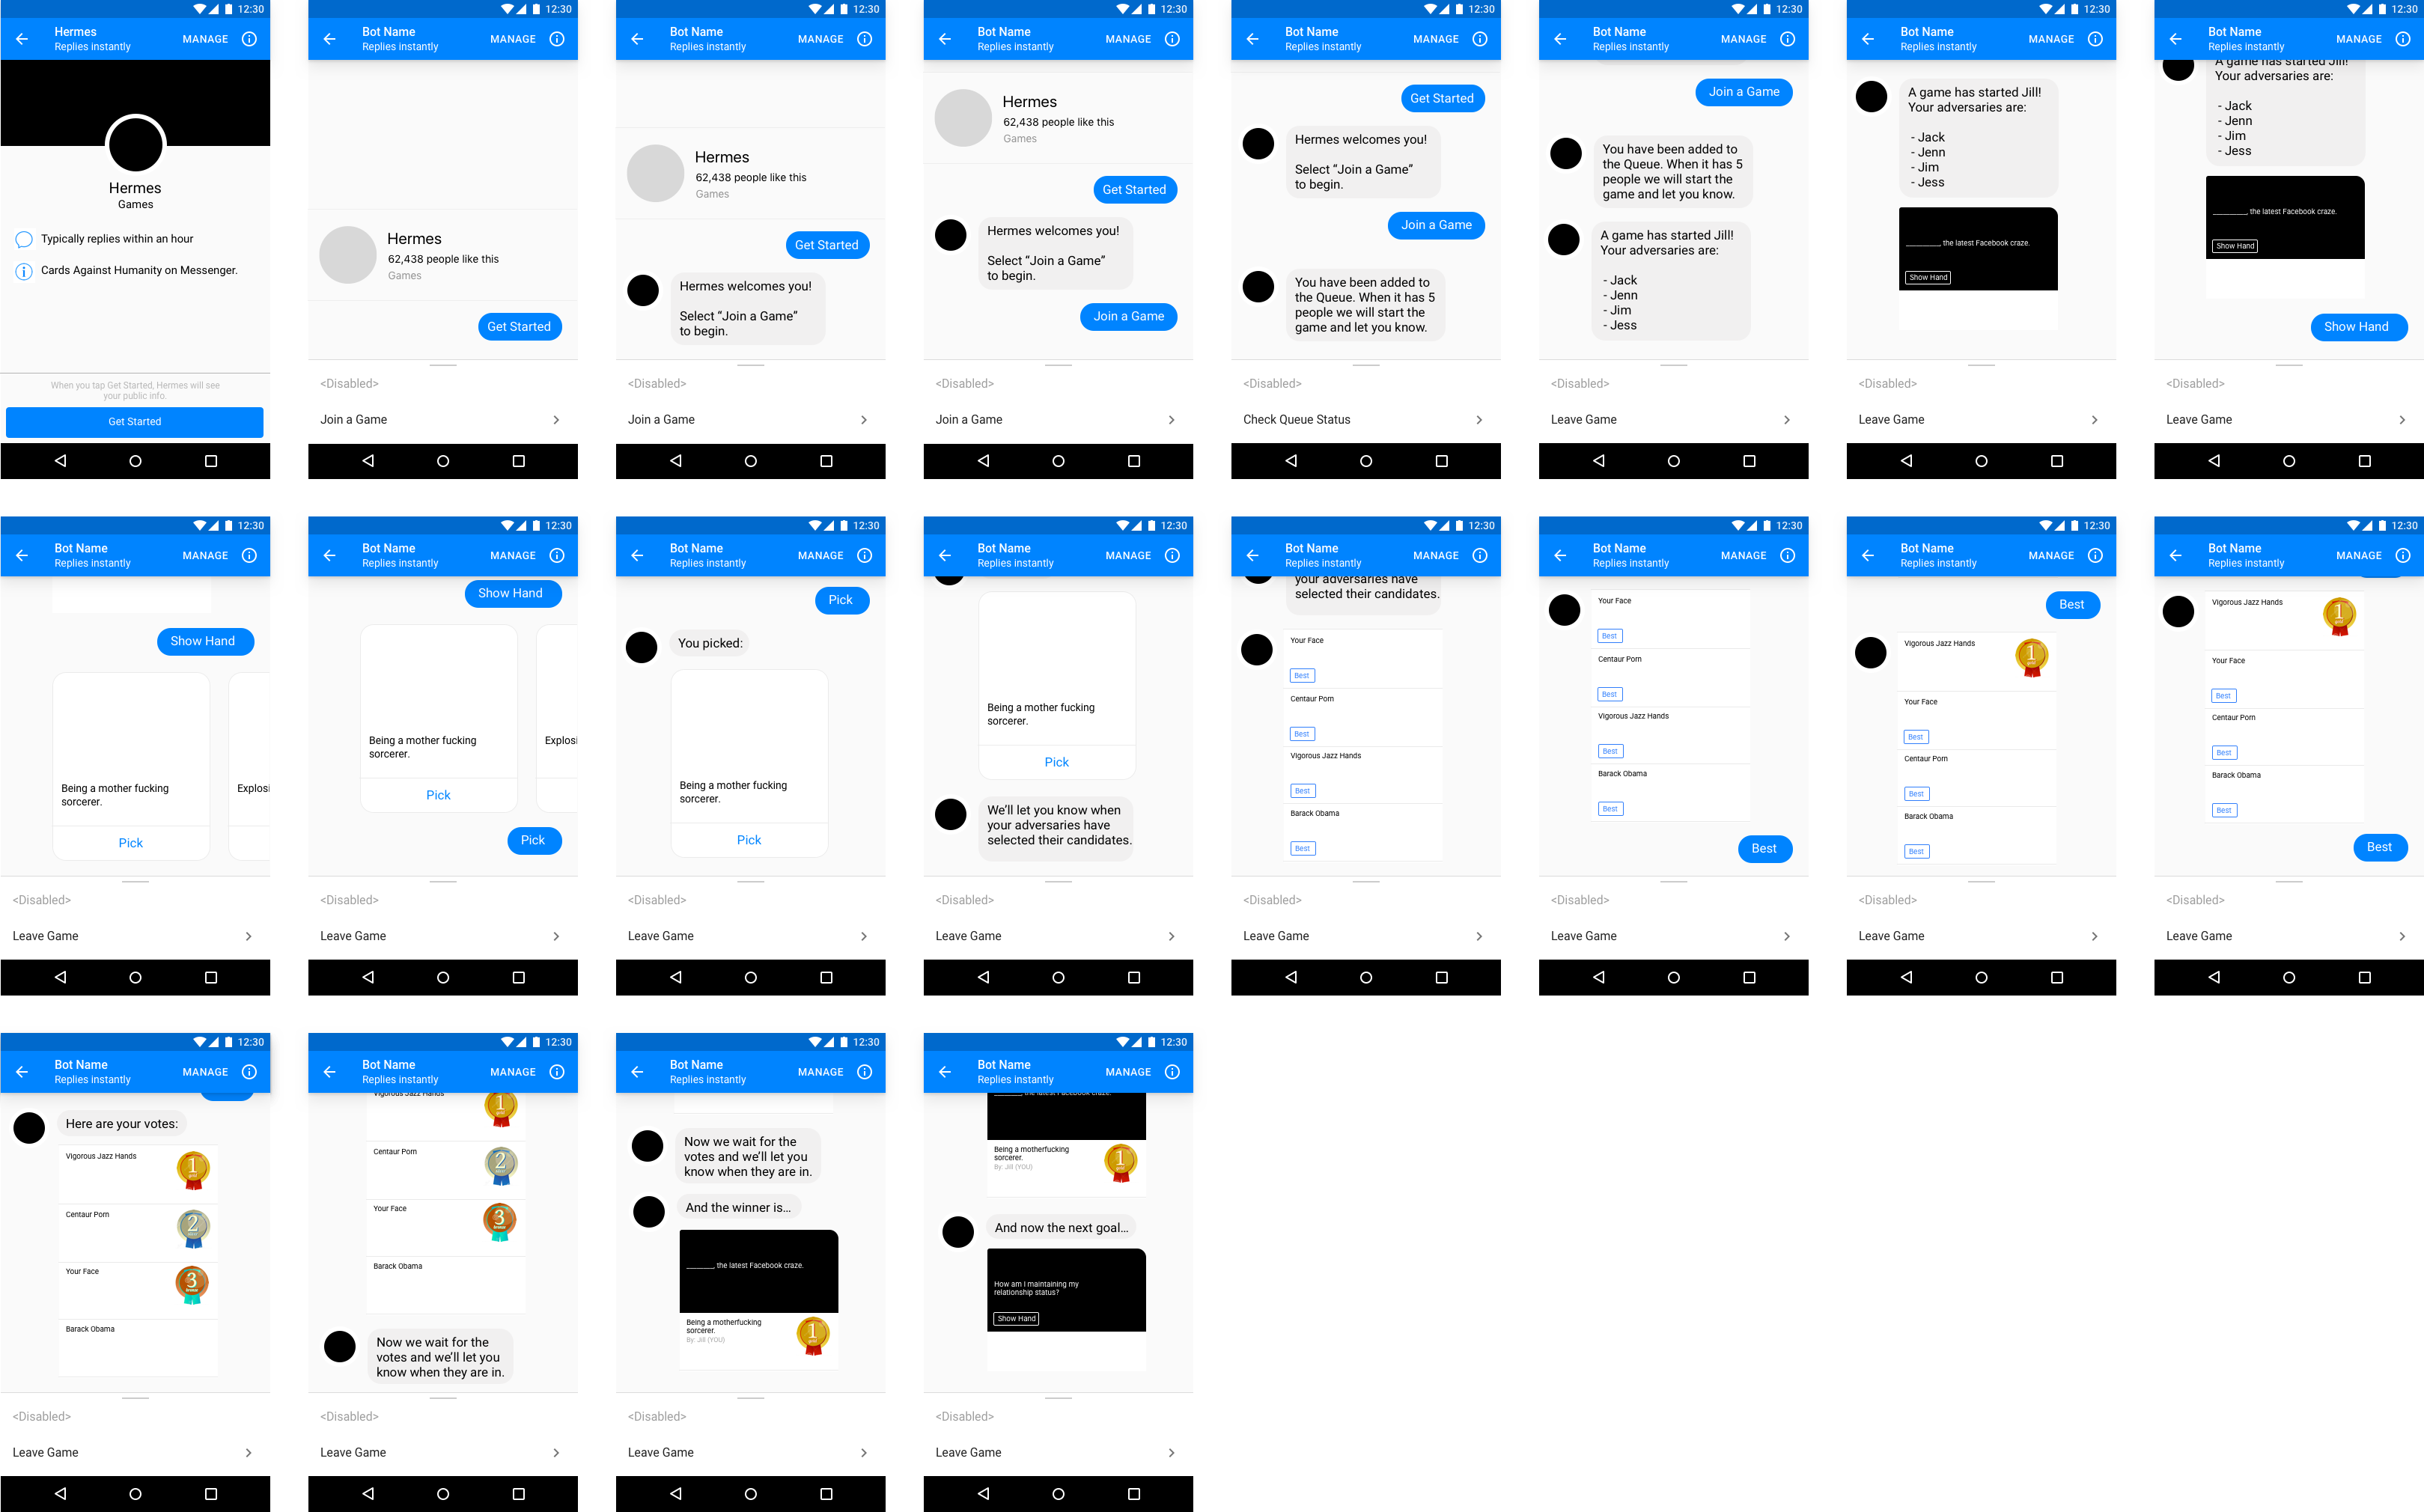 12:30
Hermes
Replies instantly
MANAGE
Hermes
Games
Typically replies within an hour
Cards Against Humanity on Messenger.
When you tap Get Started, Hermes will see
your public info.
Get Started
12:30
Bot Name
Replies instantly
MANAGE
Hermes
62,438 people like this
Games
Get Started
<Disabled>
Join a Game
12:30
Bot Name
Replies instantly
MANAGE
Hermes
62,438 people like this
Games
Get Started
Hermes welcomes you!
Select “Join a Game”
to begin.
<Disabled>
Join a Game
12:30
Bot Name
Replies instantly
MANAGE
Hermes
62,438 people like this
Games
Get Started
Hermes welcomes you!
Select “Join a Game”
to begin.
Join a Game
<Disabled>
Join a Game
12:30
Bot Name
Replies instantly
MANAGE
Get Started
Hermes welcomes you!
Select “Join a Game”
to begin.
Join a Game
You have been added to
the Queue. When it has 5
people we will start the
game and let you know.
<Disabled>
Check Queue Status
12:30
Bot Name
Replies instantly
MANAGE
Join a Game
You have been added to
the Queue. When it has 5
people we will start the
game and let you know.
A game has started Jill!
Your adversaries are:
- Jack
- Jenn
- Jim
- Jess
<Disabled>
Leave Game
12:30
Bot Name
Replies instantly
MANAGE
A game has started Jill!
Your adversaries are:
- Jack
- Jenn
- Jim
- Jess
________, the latest Facebook craze.
Show Hand
<Disabled>
Leave Game
12:30
Bot Name
Replies instantly
MANAGE
A game has started Jill!
Your adversaries are:
- Jack
- Jenn
- Jim
- Jess
________, the latest Facebook craze.
Show Hand
Show Hand
<Disabled>
Leave Game
12:30
Bot Name
Replies instantly
MANAGE
Show Hand
Being a mother fucking
sorcerer.
Explosi
Pick
<Disabled>
Leave Game
12:30
Bot Name
Replies instantly
MANAGE
Show Hand
Being a mother fucking
sorcerer.
Explosi
Pick
Pick
<Disabled>
Leave Game
12:30
Bot Name
Replies instantly
MANAGE
Pick
You picked:
Being a mother fucking
sorcerer.
Pick
<Disabled>
Leave Game
12:30
Bot Name
Replies instantly
MANAGE
Being a mother fucking
sorcerer.
Pick
We’ll let you know when
your adversaries have
selected their candidates.
<Disabled>
Leave Game
12:30
Bot Name
Replies instantly
MANAGE
your adversaries have
selected their candidates.
Your Face
Best
Centaur Porn
Best
Vigorous Jazz Hands
Best
Barack Obama
Best
<Disabled>
Leave Game
12:30
Bot Name
Replies instantly
MANAGE
Your Face
Best
Centaur Porn
Best
Vigorous Jazz Hands
Best
Barack Obama
Best
Best
<Disabled>
Leave Game
12:30
Bot Name
Replies instantly
MANAGE
Best
Vigorous Jazz Hands
1
Your Face
Best
Centaur Porn
Best
Barack Obama
Best
<Disabled>
Leave Game
12:30
Bot Name
Replies instantly
MANAGE
Vigorous Jazz Hands
1
Your Face
Best
Centaur Porn
Best
Barack Obama
Best
Best
<Disabled>
Leave Game
12:30
Bot Name
Replies instantly
MANAGE
Here are your votes:
Vigorous Jazz Hands
1
Centaur Porn
2
Your Face
3
Barack Obama
<Disabled>
Leave Game
12:30
Bot Name
Replies instantly
MANAGE
Vigorous Jazz Hands
1
Centaur Porn
2
Your Face
3
Barack Obama
Now we wait for the
votes and we’ll let you
know when they are in.
<Disabled>
Leave Game
12:30
Bot Name
Replies instantly
MANAGE
Now we wait for the
votes and we’ll let you
know when they are in.
And the winner is...
________, the latest Facebook craze.
Being a motherfucking
sorcerer.
By: Jill (YOU)
1
<Disabled>
Leave Game
12:30
Bot Name
Replies instantly
MANAGE
________, the latest Facebook craze.
Being a motherfucking
sorcerer.
By: Jill (YOU)
1
And now the next goal...
How am I maintaining my
relationship status?
Show Hand
<Disabled>
Leave Game